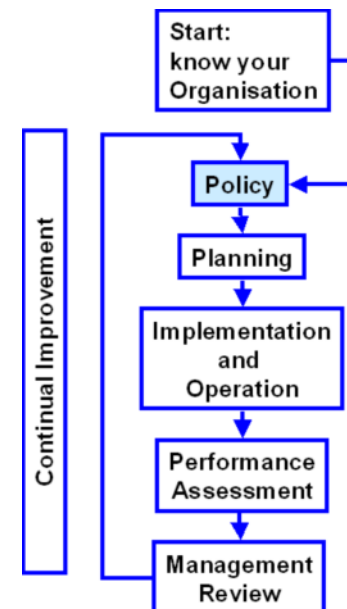 Start:
know your
Organisation
Continual Improvement
Policy
Planning
Implementation
and
Operation
Performance
Assessment
Management
Review